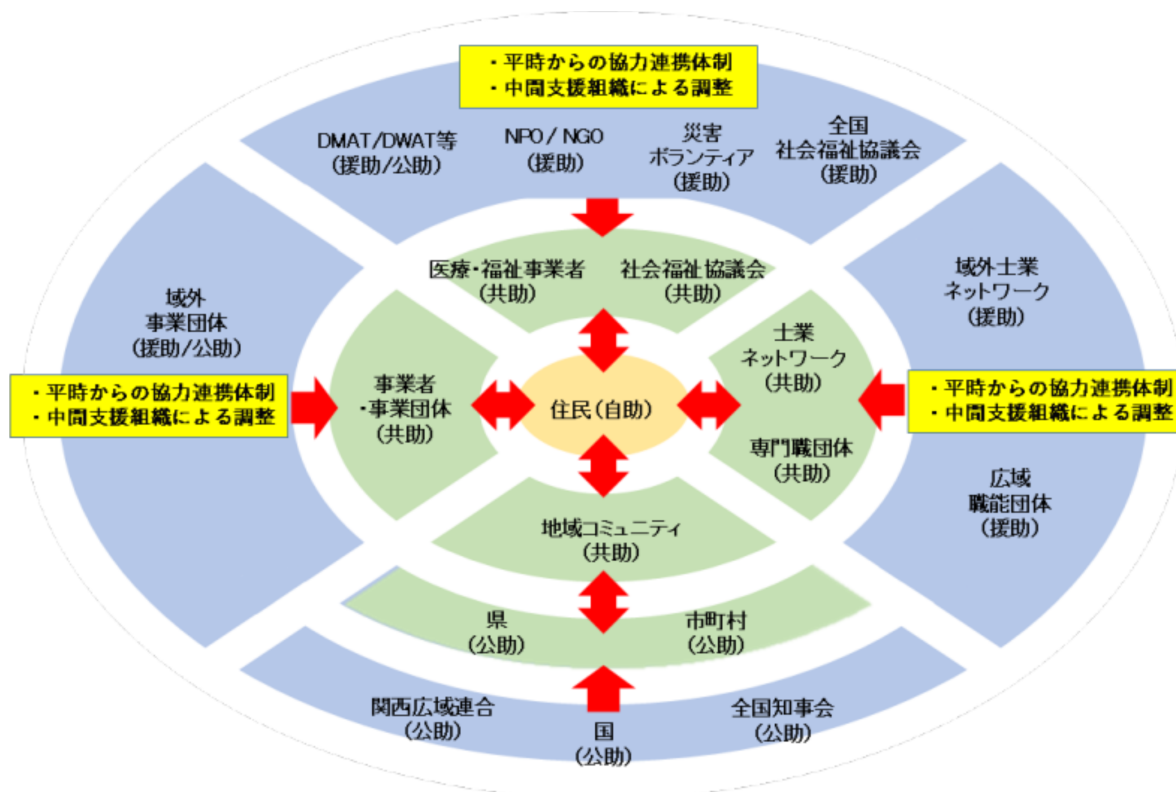 ・平時からの協力連携体制
・中間支援組織による調整
DMAT/DWAT等
(援助/公助)
NPO/NGO
(援助)
災害
ボランティア
(援助)
全国
社会福祉協議会
(援助)
医療・福祉事業者
(共助)
社会福祉協議会
(共助)
域外
事業団体
(援助/公助)
・平時からの協力連携体制
・中間支援組織による調整
事業者
・事業団体
(共助)
住民(自助)
士業
ネットワーク
(共助)
専門職団体
(共助)
域外士業
ネットワーク
(援助)
・平時からの協力連携体制
・中間支援組織による調整
広域
職能団体
(援助)
地域コミュニティ
(共助)
県
(公助)
市町村
(公助)
関西広域連合
(公助)
国
(公助)
全国知事会
(公助)